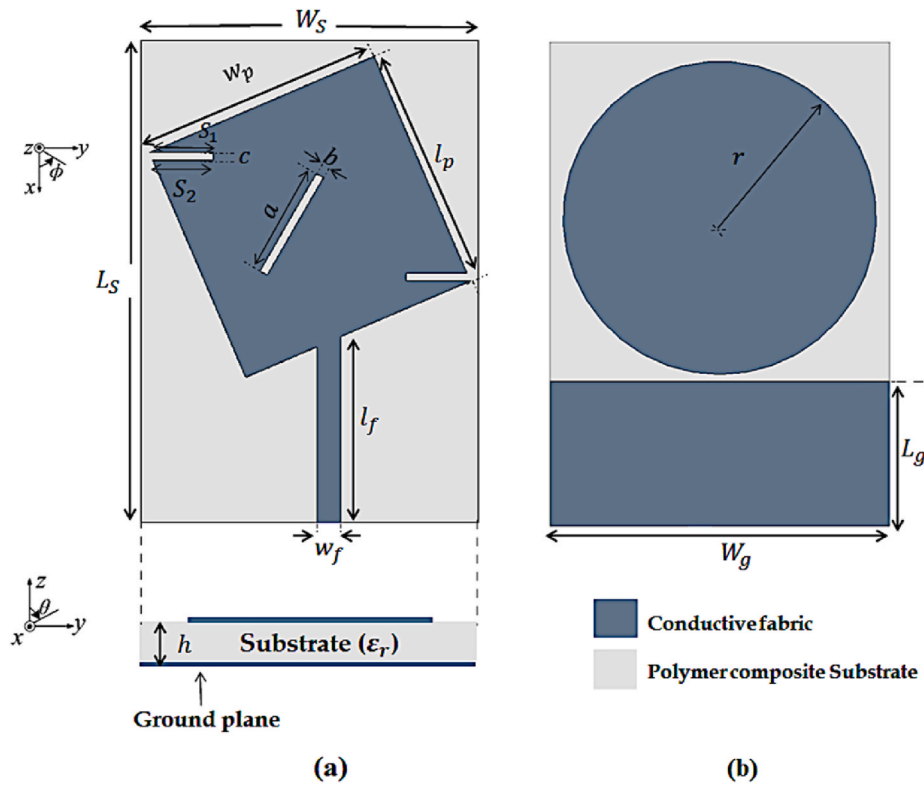 W_S
w_p
S_1
z y
c
l_p
r
ϕ
x
S_2
b
a
L_S
l_f
L_g
w_f
W_g
z
θ
x y
h
Substrate (ε_r)
Conductive fabric
Polymer composite Substrate
Ground plane
(a)
(b)